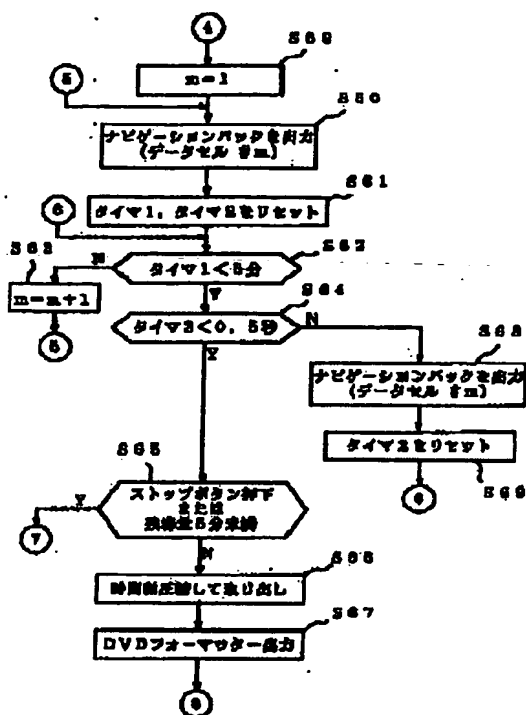 ④
S69
m=1
⑤
S60
ナビゲーションパックを出力
(データセル #m)
S61
タイマ1,タイマ2をリセット
⑥
S62
タイマ1<5分
N
S63
m=m+1
⑤
Y
S64
タイマ2<0,5秒
N
Y
S68
ナビゲーションパックを出力
(データセル #m)
タイマ2をリセット
S69
⑥
S65
ストップボタン押下
または
残容量5分未満
Y
⑦
N
S66
時間軸圧縮して取り出し
S67
DVDフォーマッター出力